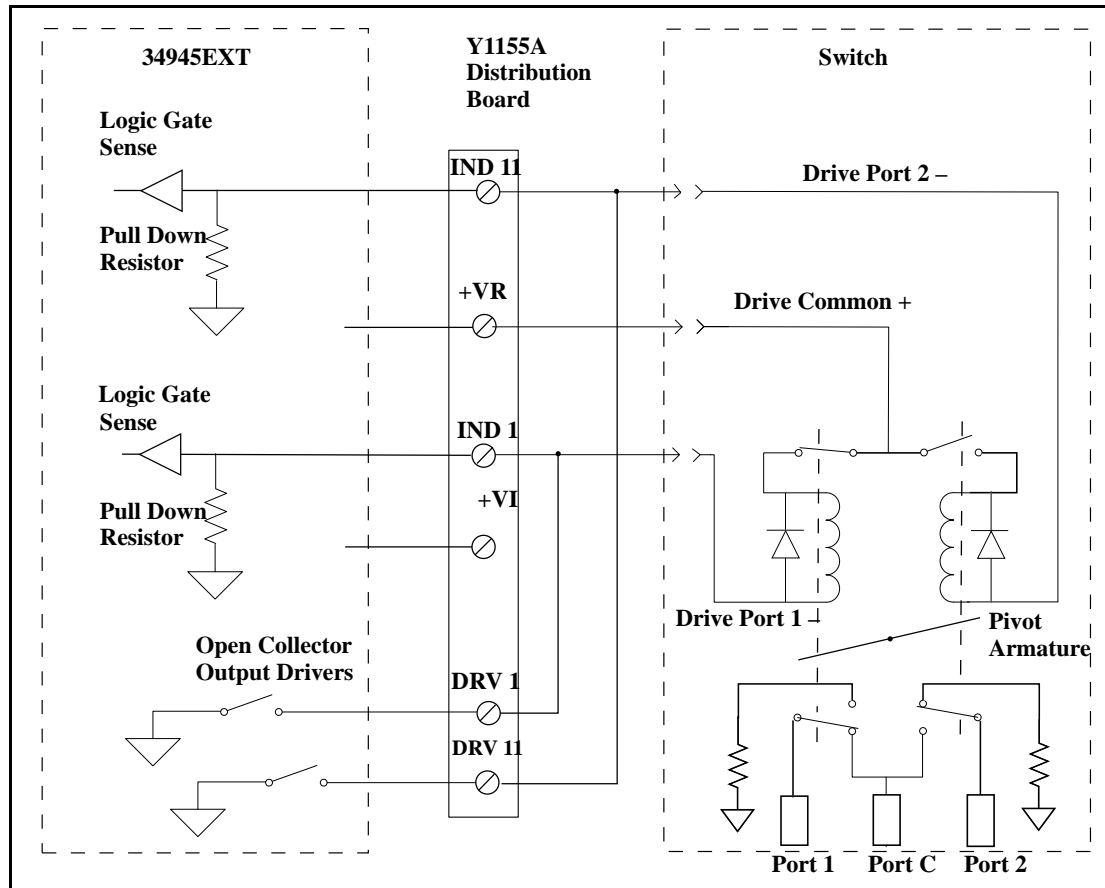 34945EXT
Y1155A
Distribution
Board
Switch
Logic Gate
Sense
IND 11
Drive Port 2 –
Pull Down
Resistor
+VR
Drive Common +
Logic Gate
Sense
IND 1
+VI
Pull Down
Resistor
Drive Port 1 –
Pivot
Armature
Open Collector
Output Drivers
DRV 1
DRV 11
Port 1
Port C
Port 2